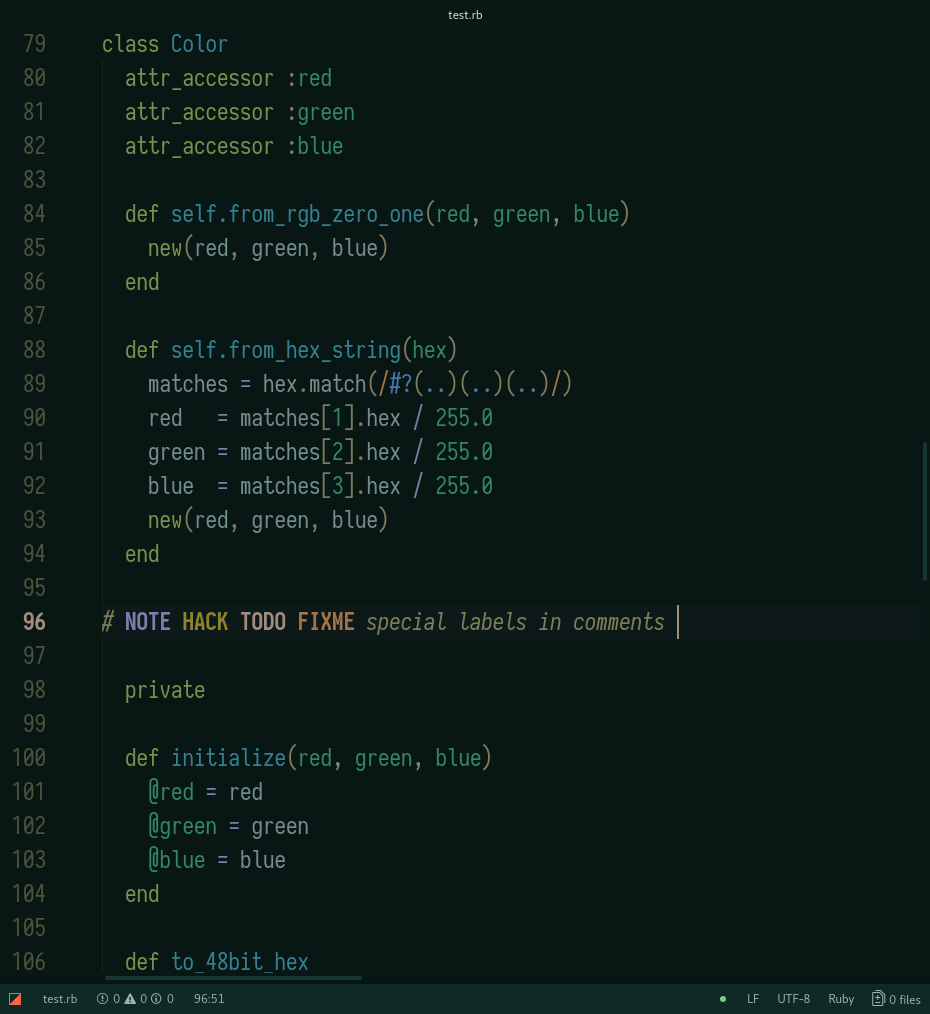 test.rb
79 class Color
80   attr_accessor :red
81   attr_accessor :green
82   attr_accessor :blue
83
84   def self.from_rgb_zero_one(red, green, blue)
85     new(red, green, blue)
86   end
87
88   def self.from_hex_string(hex)
89     matches = hex.match(/#?(..)(..)(..)/)
90     red   = matches[1].hex / 255.0
91     green = matches[2].hex / 255.0
92     blue  = matches[3].hex / 255.0
93     new(red, green, blue)
94   end
95
96 # NOTE HACK TODO FIXME special labels in comments
97
98   private
99
100   def initialize(red, green, blue)
101     @red = red
102     @green = green
103     @blue = blue
104   end
105
106   def to_48bit_hex
test.rb 0 0 0 96:51 LF UTF-8 Ruby 0 files